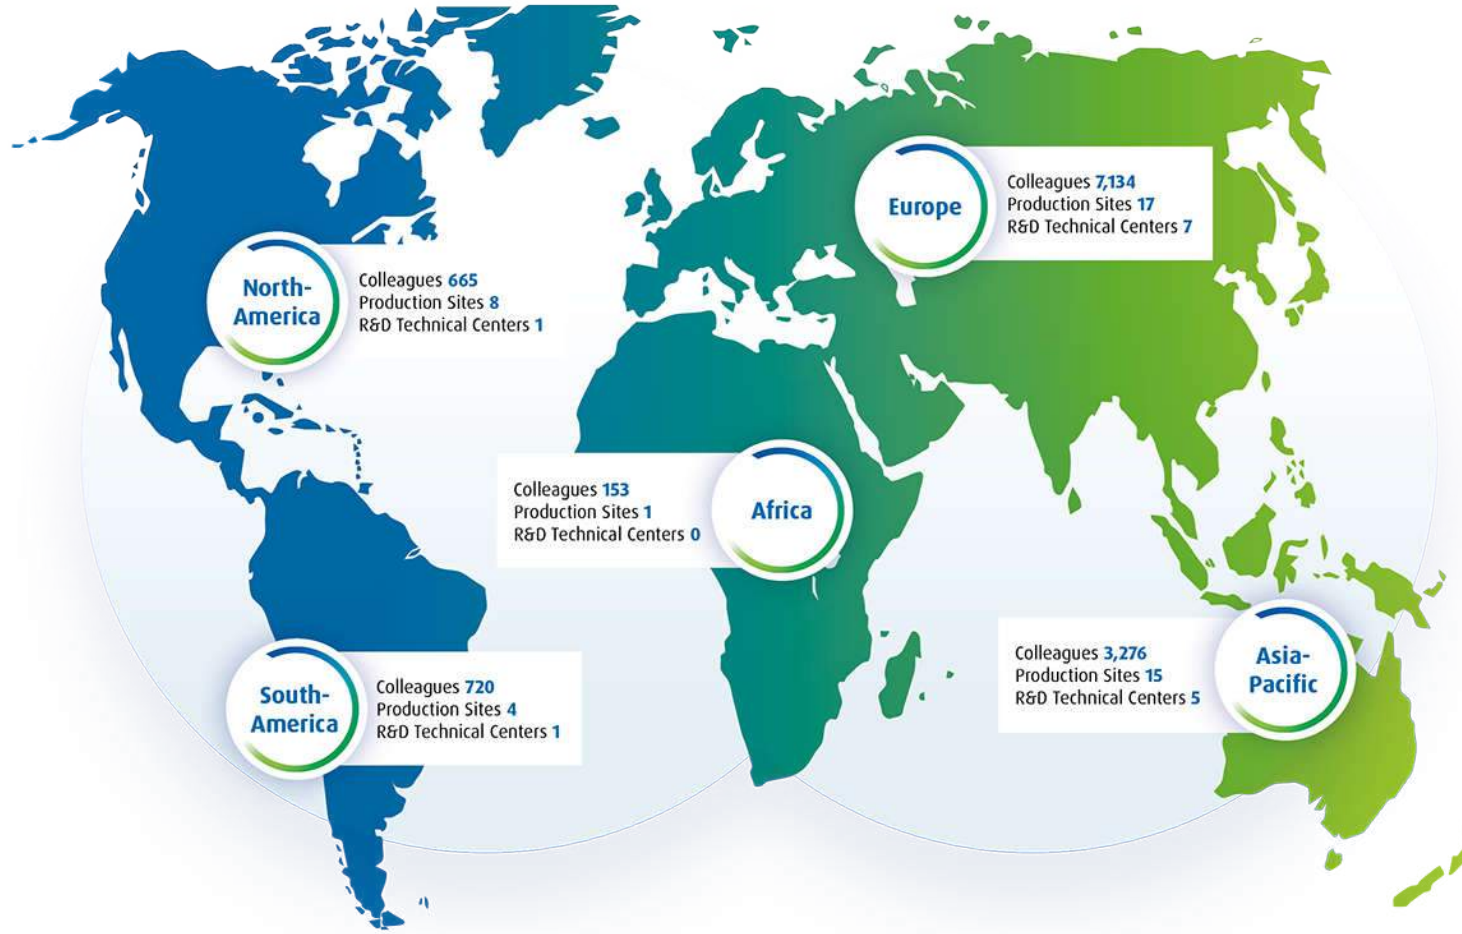 Europe
Colleagues 7,134
Production Sites 17
R&D Technical Centers 7
North-
America
Colleagues 665
Production Sites 8
R&D Technical Centers 1
Colleagues 153
Production Sites 1
R&D Technical Centers 0
Africa
South-
America
Colleagues 720
Production Sites 4
R&D Technical Centers 1
Colleagues 3,276
Production Sites 15
R&D Technical Centers 5
Asia-
Pacific